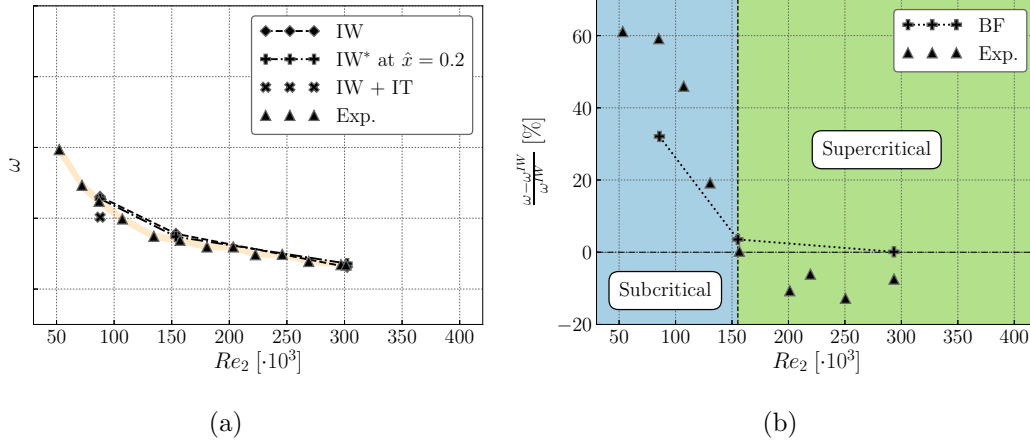 IW
IW* at x̂ = 0.2
IW + IT
Exp.
ω
50 100 150 200 250 300 350 400
Re₂ [·10³]
(a)
60
40
20
0
−20
ω−ω^IW / ω^IW [%]
BF
Exp.
Supercritical
Subcritical
50 100 150 200 250 300 350 400
Re₂ [·10³]
(b)